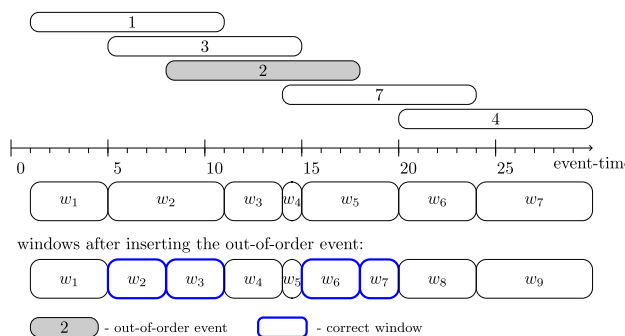 1
3
2
7
4
0 5 10 15 20 25
event-time
w1 w2 w3 w4 w5 w6 w7
windows after inserting the out-of-order event:
w1 w2 w3 w4 w5 w6 w7 w8 w9
2 - out-of-order event - correct window